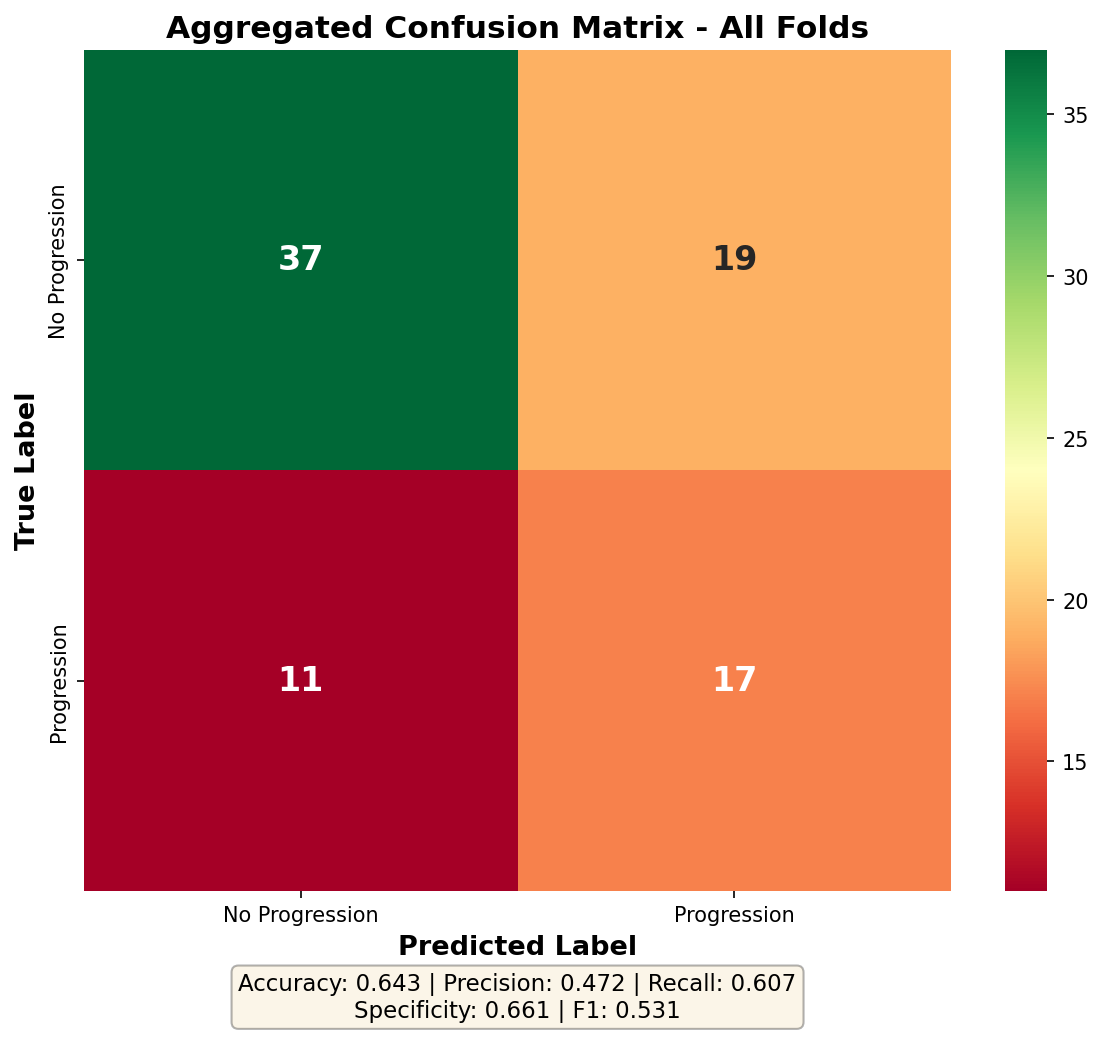 Aggregated Confusion Matrix - All Folds
No Progression
37
19
35
30
25
20
15
True Label
Progression
11
17
No Progression
Progression
Predicted Label
Accuracy: 0.643 | Precision: 0.472 | Recall: 0.607
Specificity: 0.661 | F1: 0.531